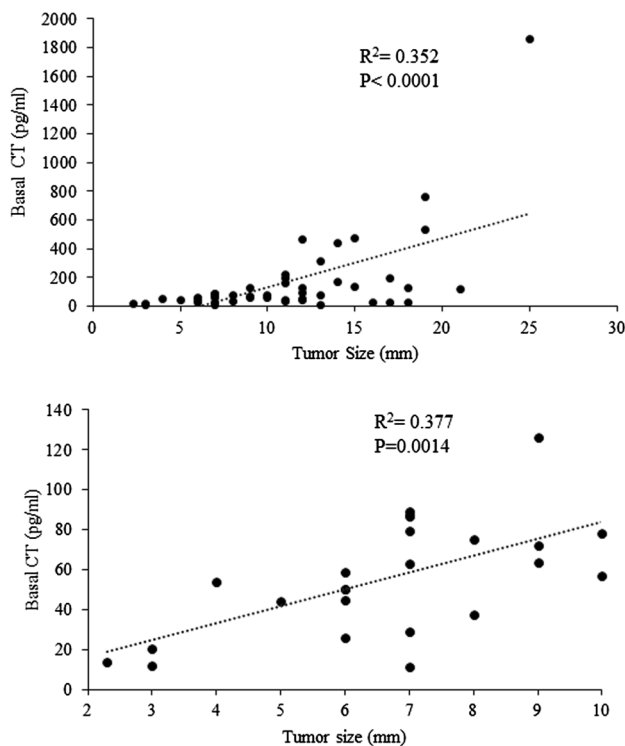 2000
1800
1600
1400
1200
1000
800
600
400
200
0
Basal CT (pg/ml)
R²= 0.352
P< 0.0001
0 5 10 15 20 25 30
Tumor Size (mm)
140
120
100
80
60
40
20
0
Basal CT (pg/ml)
R²= 0.377
P=0.0014
2 3 4 5 6 7 8 9 10
Tumor size (mm)